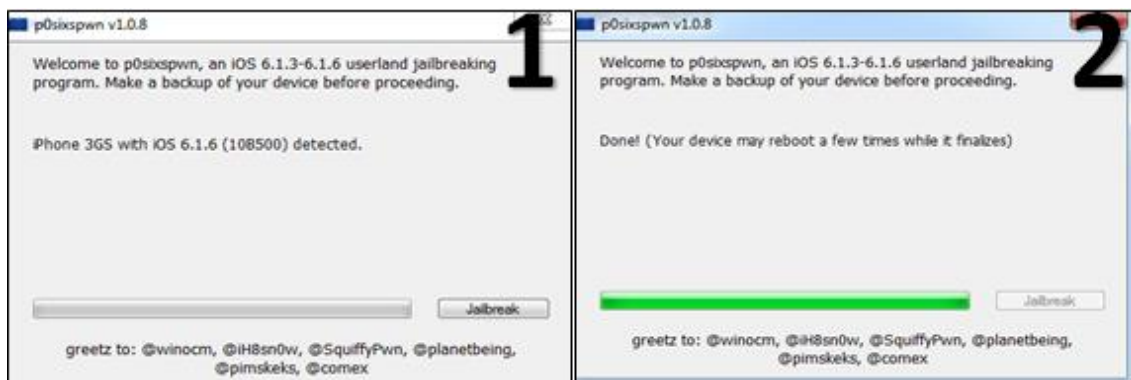 p0sixspwn v1.0.8
1
Welcome to p0sixspwn, an iOS 6.1.3-6.1.6 userland jailbreaking
program. Make a backup of your device before proceeding.
iPhone 3GS with iOS 6.1.6 (10B500) detected.
Jailbreak
greetz to: @winocm, @iH8sn0w, @SquiffyPwn, @planetbeing,
@pimskeks, @comex
p0sixspwn v1.0.8
2
Welcome to p0sixspwn, an iOS 6.1.3-6.1.6 userland jailbreaking
program. Make a backup of your device before proceeding.
Done! (Your device may reboot a few times while it finalizes)
Jailbreak
greetz to: @winocm, @iH8sn0w, @SquiffyPwn, @planetbeing,
@pimskeks, @comex